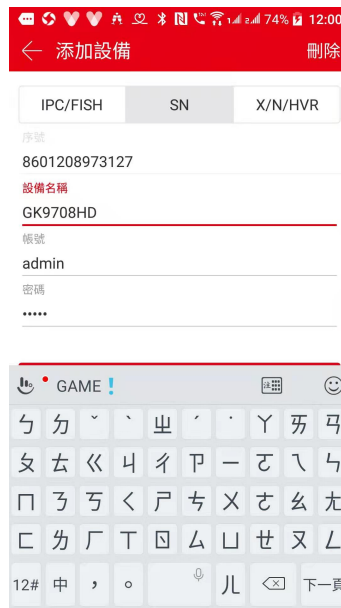 74% 12:00
← 添加設備 刪除
IPC/FISH SN X/N/HVR
序號
8601208973127
設備名稱
GK9708HD
帳號
admin
密碼
•••••
GAME❗ 注
ㄅ ㄉ ˇ ˋ ㄓ ˊ ˙ ㄚ ㄞ ㄢ
ㄆ ㄊ ㄍ ㄐ ㄔ ㄗ ㄧ ㄛ ㄟ ㄣ
ㄇ ㄋ ㄎ ㄑ ㄕ ㄘ ㄨ ㄜ ㄠ ㄤ
ㄈ ㄌ ㄏ ㄒ ㄖ ㄙ ㄩ ㄝ ㄡ ㄥ
12# 中 , 。 ㄦ 下一頁